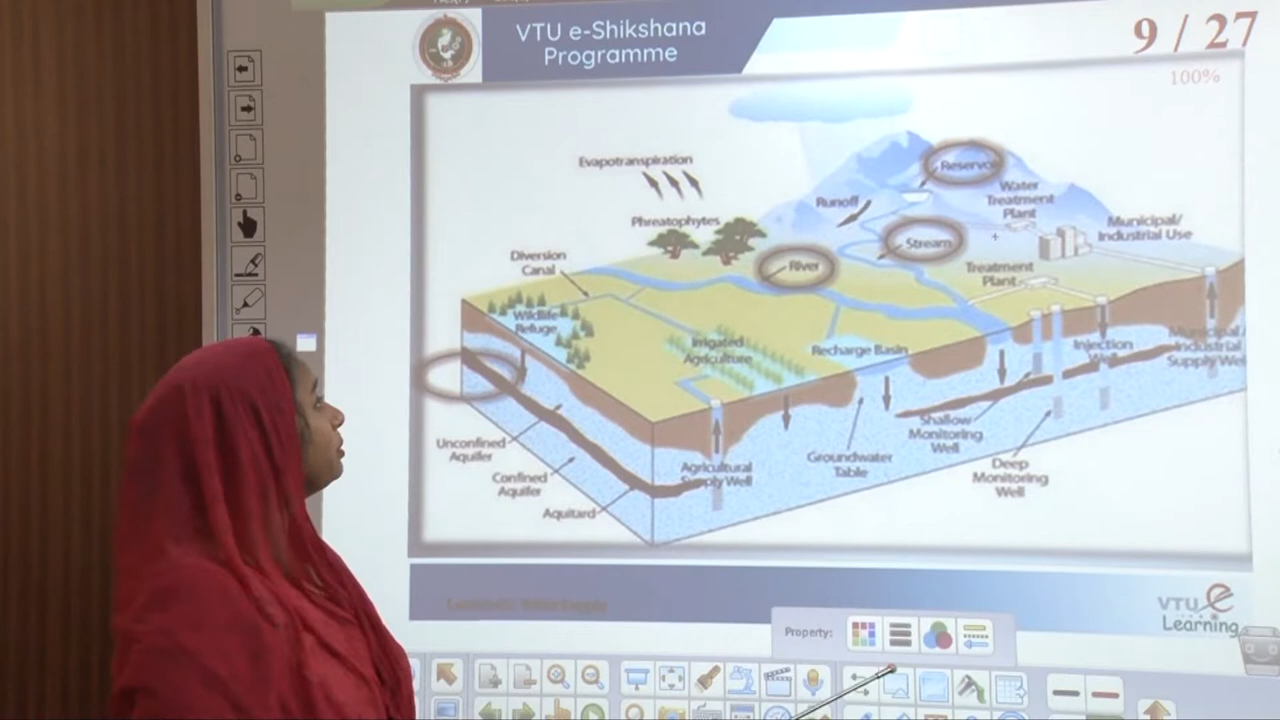 VTU e-Shikshana
Programme
9 / 27
100%
Evapotranspiration
Reservo
Water
Treatment
Plant
Runoff
Phreatophytes
Municipal/
Industrial Use
Stream
River
Diversion
Canal
Treatment
Plant
Wildlife
Refuge
Irrigated
Agriculture
Recharge Basin
Injection
Well
Municipal/
Industrial
Supply Well
Shallow
Monitoring
Well
Unconfined
Aquifer
Groundwater
Table
Agricultural
Supply Well
Deep
Monitoring
Well
Confined
Aquifer
Aquitard
VTU e
Learning
Property: